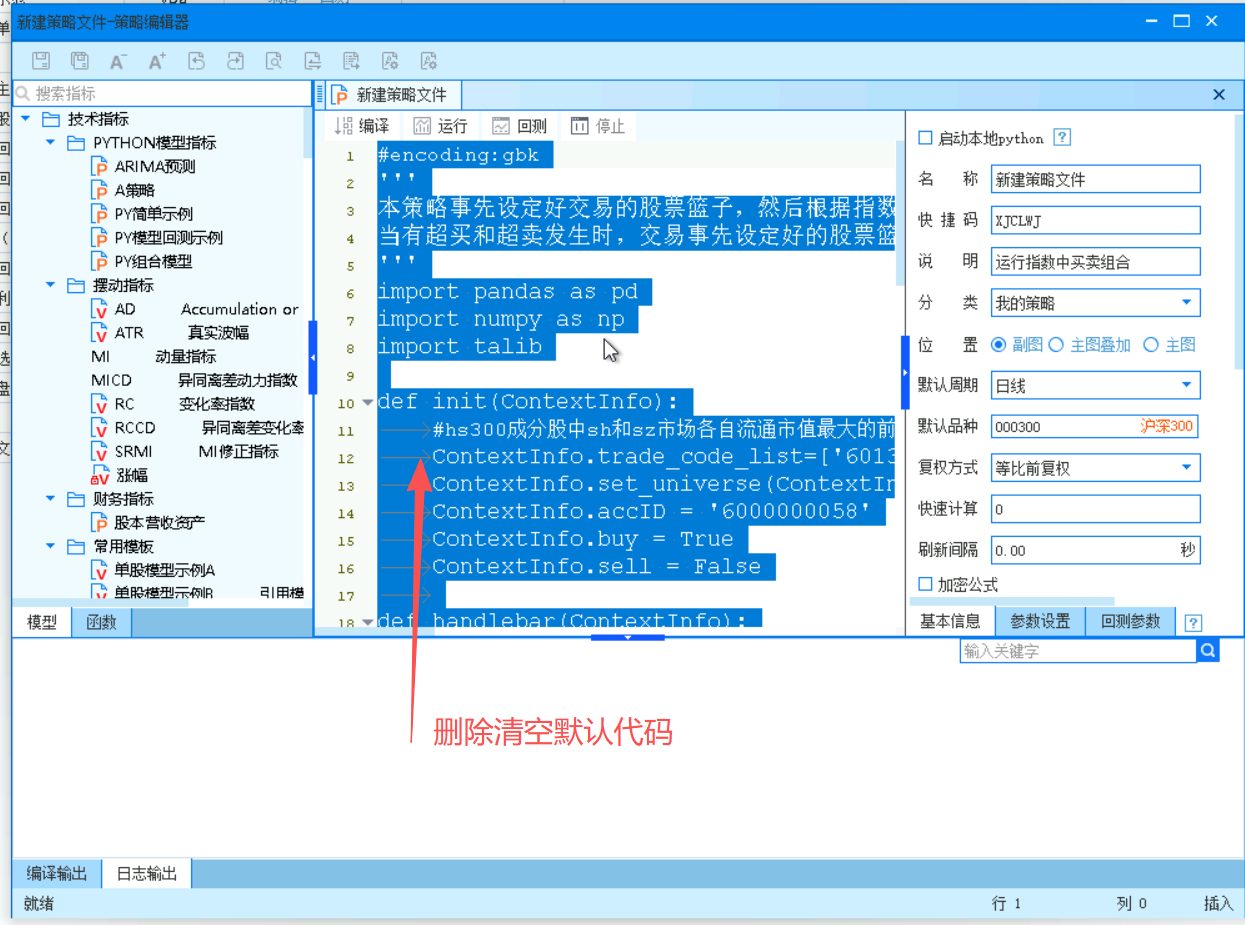 新建策略文件-策略编辑器
搜索指标
技术指标
PYTHON模型指标
ARIMA预测
A策略
PY简单示例
PY模型回测示例
PY组合模型
摆动指标
AD Accumulation or
ATR 真实波幅
MI 动量指标
MICD 异同离差动力指数
RC 变化率指数
RCCD 异同离差变化率
SRMI MI修正指标
涨幅
财务指标
股本营收资产
常用模板
单股模型示例A
单股模型示例B 引用模
模型 函数
新建策略文件
编译 运行 回测 停止
1 #encoding:gbk
2 '''
3 本策略事先设定好交易的股票篮子，然后根据指数
4 当有超买和超卖发生时，交易事先设定好的股票篮
5 '''
6 import pandas as pd
7 import numpy as np
8 import talib
9
10 def init(ContextInfo):
11 #hs300成分股中sh和sz市场各自流通市值最大的前
12 ContextInfo.trade_code_list=['6013
13 ContextInfo.set_universe(ContextIn
14 ContextInfo.accID = '6000000058'
15 ContextInfo.buy = True
16 ContextInfo.sell = False
17
18 def handlebar(ContextInfo):
启动本地python ?
名 称 新建策略文件
快捷码 XJCLWJ
说 明 运行指数中买卖组合
分 类 我的策略
位 置 副图 主图叠加 主图
默认周期 日线
默认品种 000300 沪深300
复权方式 等比前复权
快速计算 0
刷新间隔 0.00 秒
加密公式
基本信息 参数设置 回测参数 ?
输入关键字
删除清空默认代码
编译输出 日志输出
就绪 行 1 列 0 插入